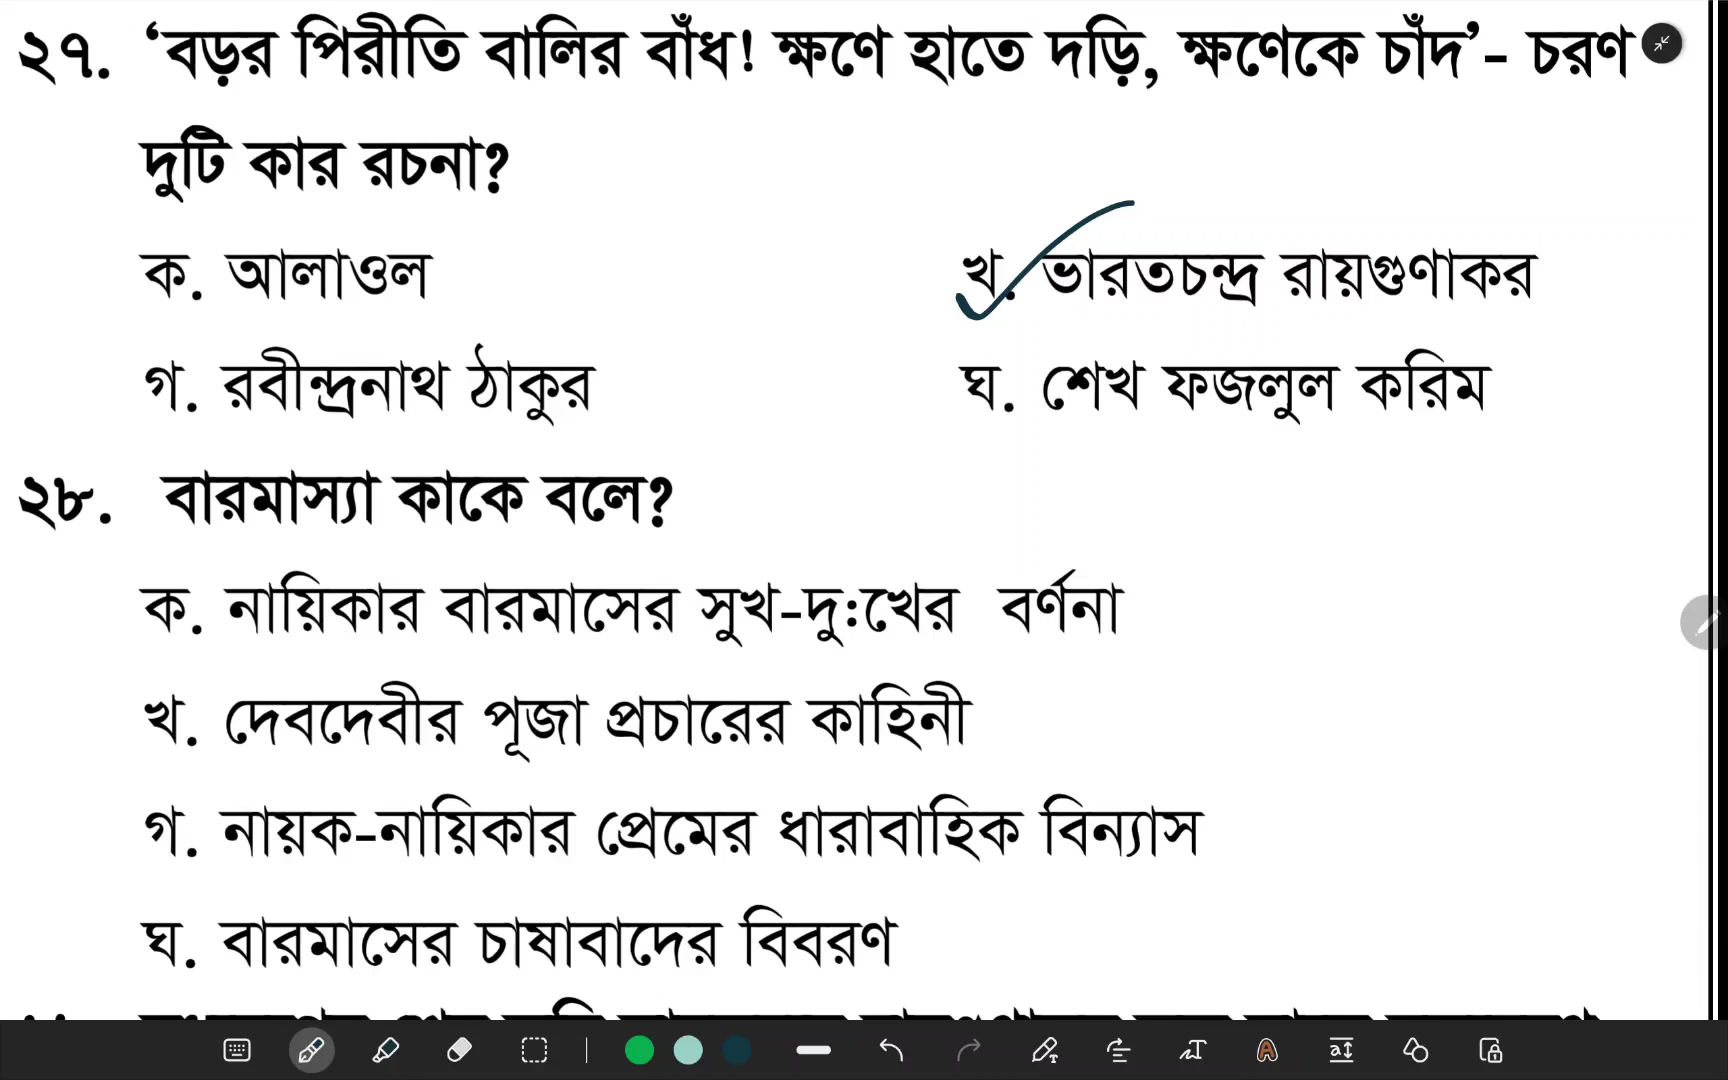 ২৭. ‘বড়র পিরীতি বালির বাঁধ! ক্ষণে হাতে দড়ি, ক্ষণেকে চাঁদ’- চরণ
দুটি কার রচনা?
ক. আলাওল খ. ভারতচন্দ্র রায়গুণাকর
গ. রবীন্দ্রনাথ ঠাকুর ঘ. শেখ ফজলুল করিম
২৮. বারমাস্যা কাকে বলে?
ক. নায়িকার বারমাসের সুখ-দুঃখের বর্ণনা
খ. দেবদেবীর পূজা প্রচারের কাহিনী
গ. নায়ক-নায়িকার প্রেমের ধারাবাহিক বিন্যাস
ঘ. বারমাসের চাষাবাদের বিবরণ